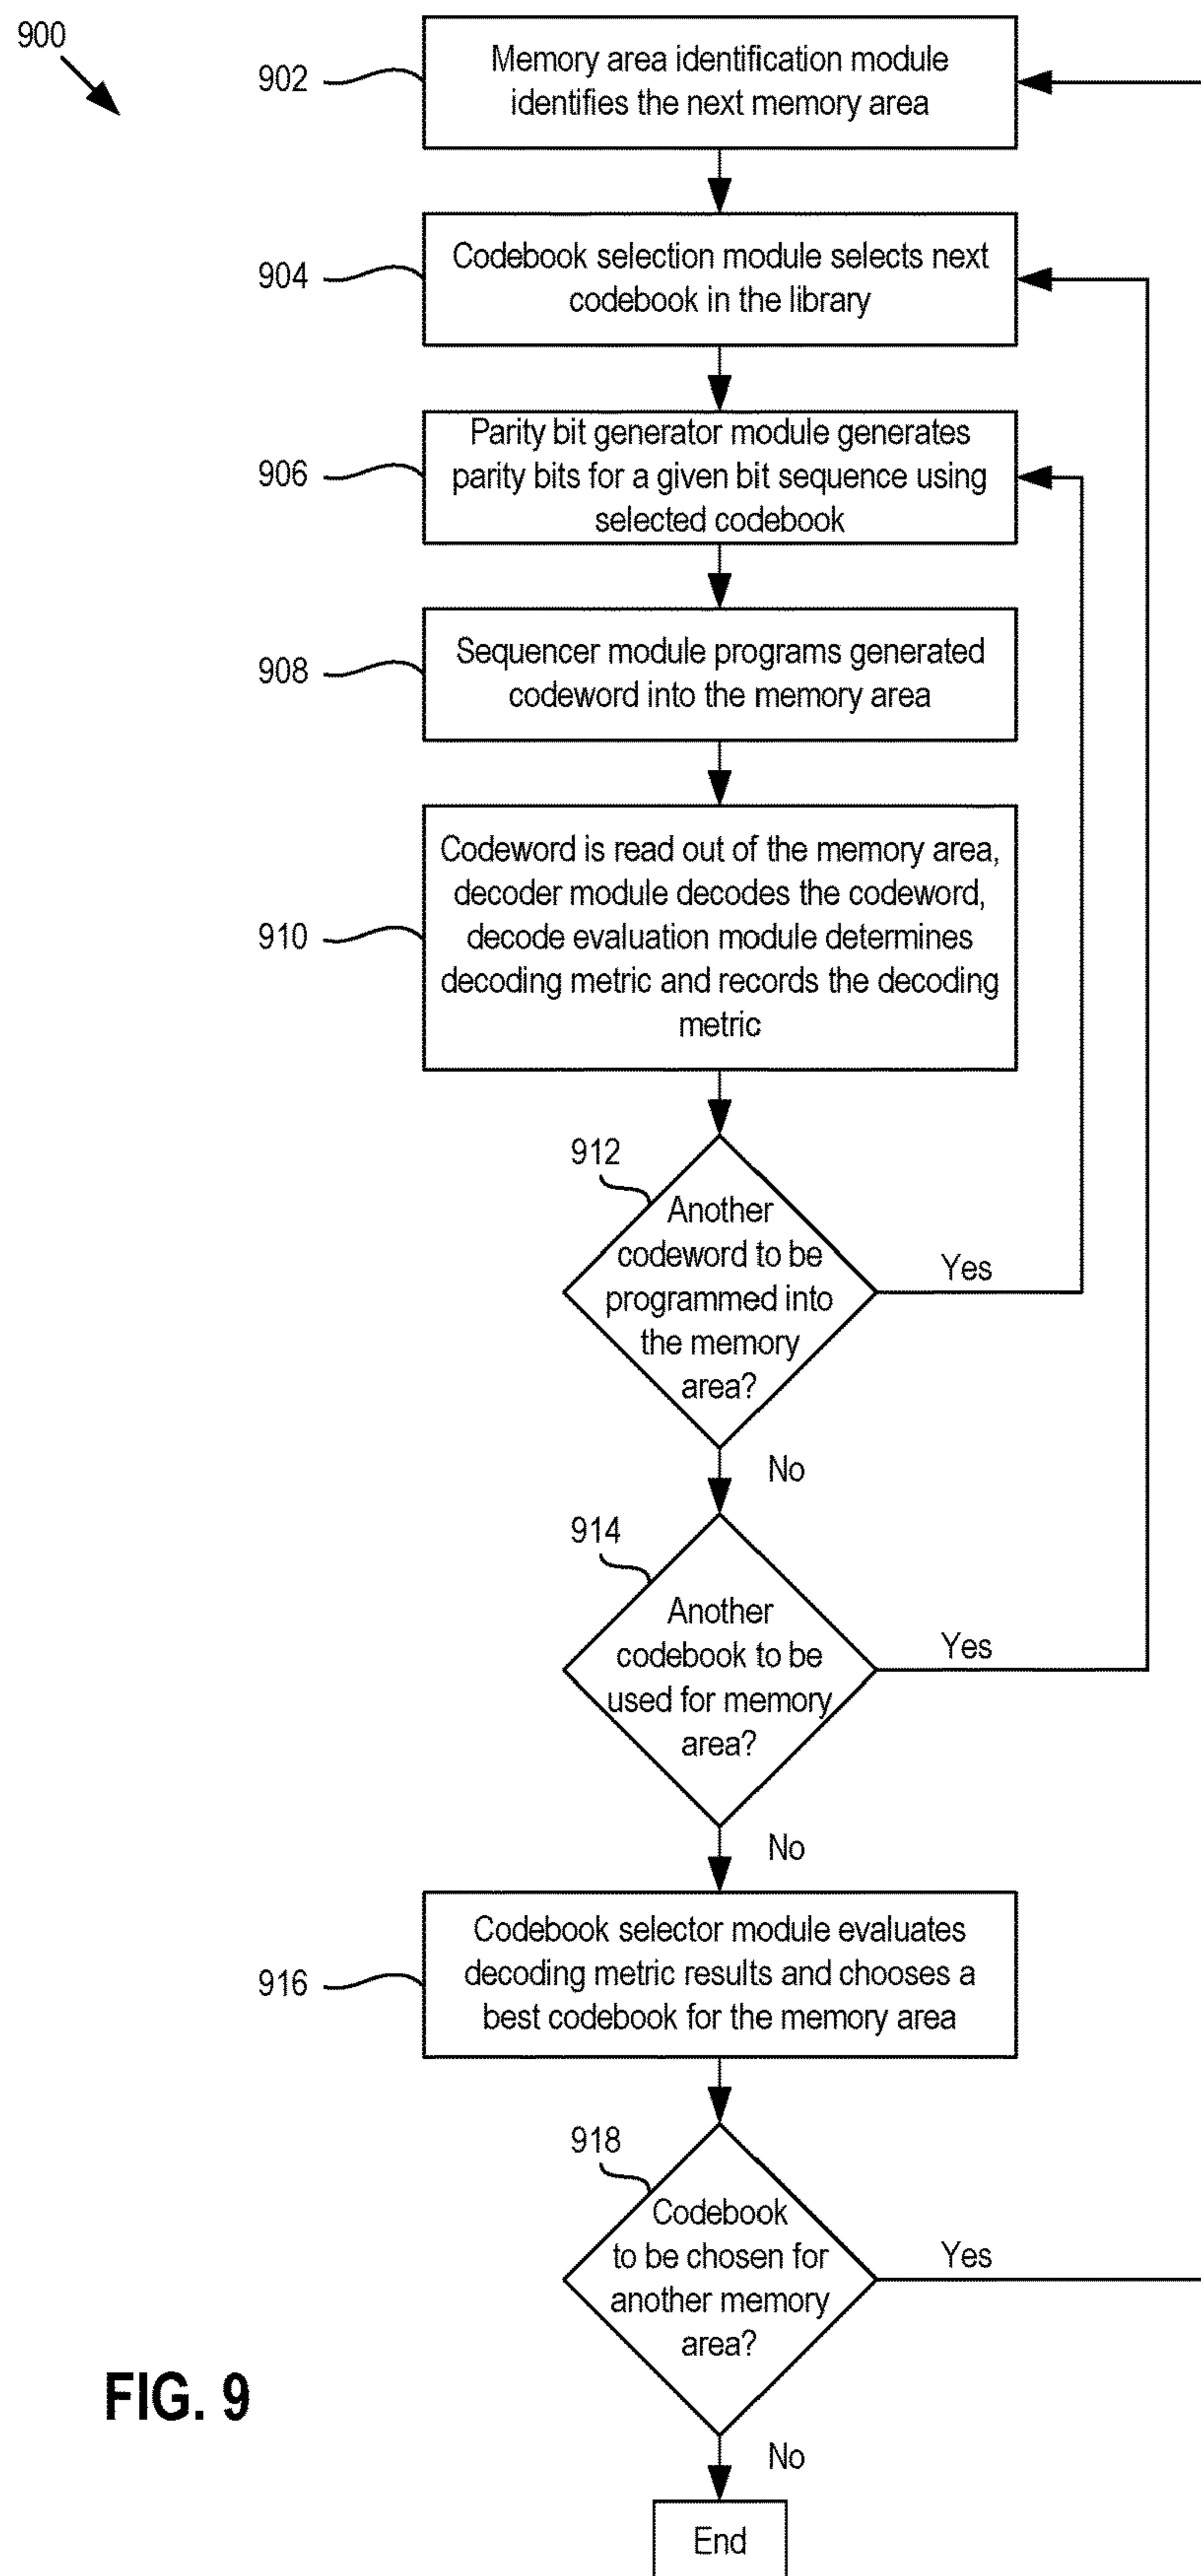 900
902
Memory area identification module
identifies the next memory area
904
Codebook selection module selects next
codebook in the library
906
Parity bit generator module generates
parity bits for a given bit sequence using
selected codebook
908
Sequencer module programs generated
codeword into the memory area
910
Codeword is read out of the memory area,
decoder module decodes the codeword,
decode evaluation module determines
decoding metric and records the decoding
metric
912
Another
codeword to be
programmed into
the memory
area?
Yes
No
914
Another
codebook to be
used for memory
area?
Yes
No
916
Codebook selector module evaluates
decoding metric results and chooses a
best codebook for the memory area
918
Codebook
to be chosen for
another memory
area?
Yes
No
End
FIG. 9